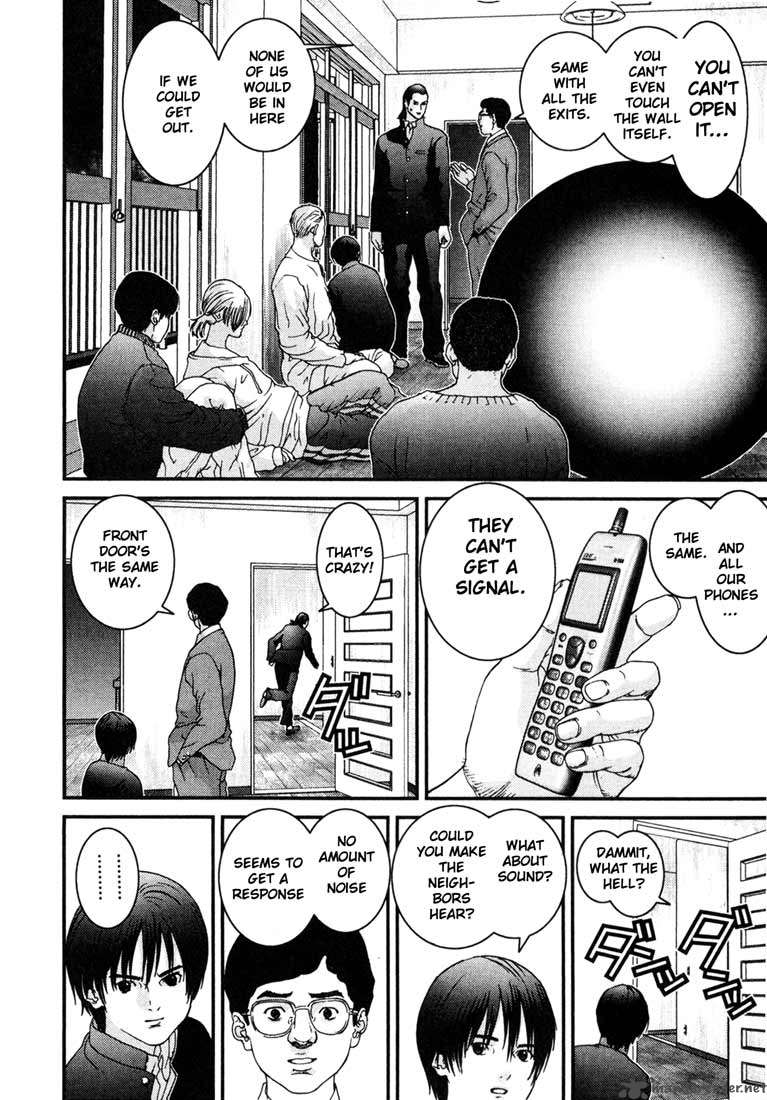 YOU
CAN'T
OPEN
IT...
YOU
CAN'T
EVEN
TOUCH
THE WALL
ITSELF.
SAME
WITH
ALL THE
EXITS.
NONE
OF US
WOULD
BE IN
HERE
IF WE
COULD
GET
OUT.
AND
ALL
OUR
PHONES
...
THE
SAME.
THEY
CAN'T
GET A
SIGNAL.
THAT'S
CRAZY!
FRONT
DOOR'S
THE SAME
WAY.
ダッ
DAMMIT,
WHAT THE
HELL?
ダッダッ
WHAT
ABOUT
SOUND?
COULD
YOU MAKE
THE
NEIGH-
BORS
HEAR?
NO
AMOUNT
OF
NOISE
SEEMS TO
GET A
RESPONSE
........